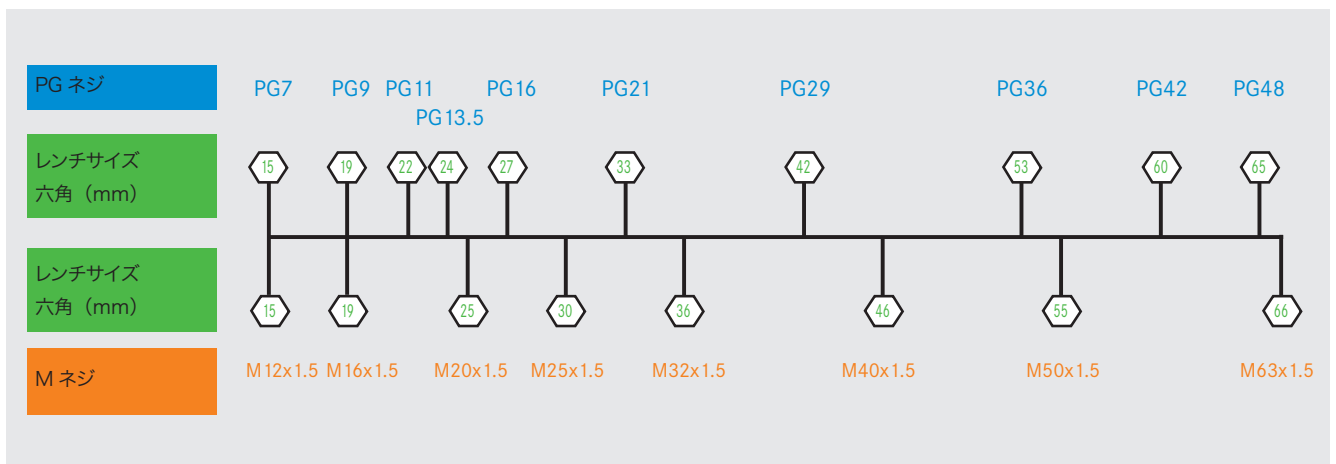 PG ネジ
PG7 PG9 PG11 PG16 PG21 PG29 PG36 PG42 PG48
PG13.5
レンチサイズ
六角（mm）
15 19 22 24 27 33 42 53 60 65
レンチサイズ
六角（mm）
15 19 25 30 36 46 55 66
M ネジ
M12x1.5 M16x1.5 M20x1.5 M25x1.5 M32x1.5 M40x1.5 M50x1.5 M63x1.5